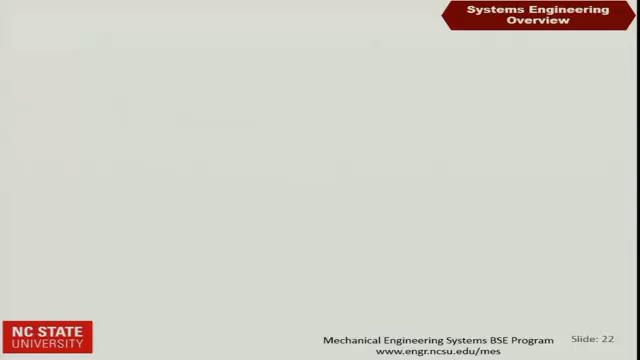 Systems Engineering
Overview
NC STATE
UNIVERSITY
Mechanical Engineering Systems BSE Program
www.engr.ncsu.edu/mes
Slide: 22